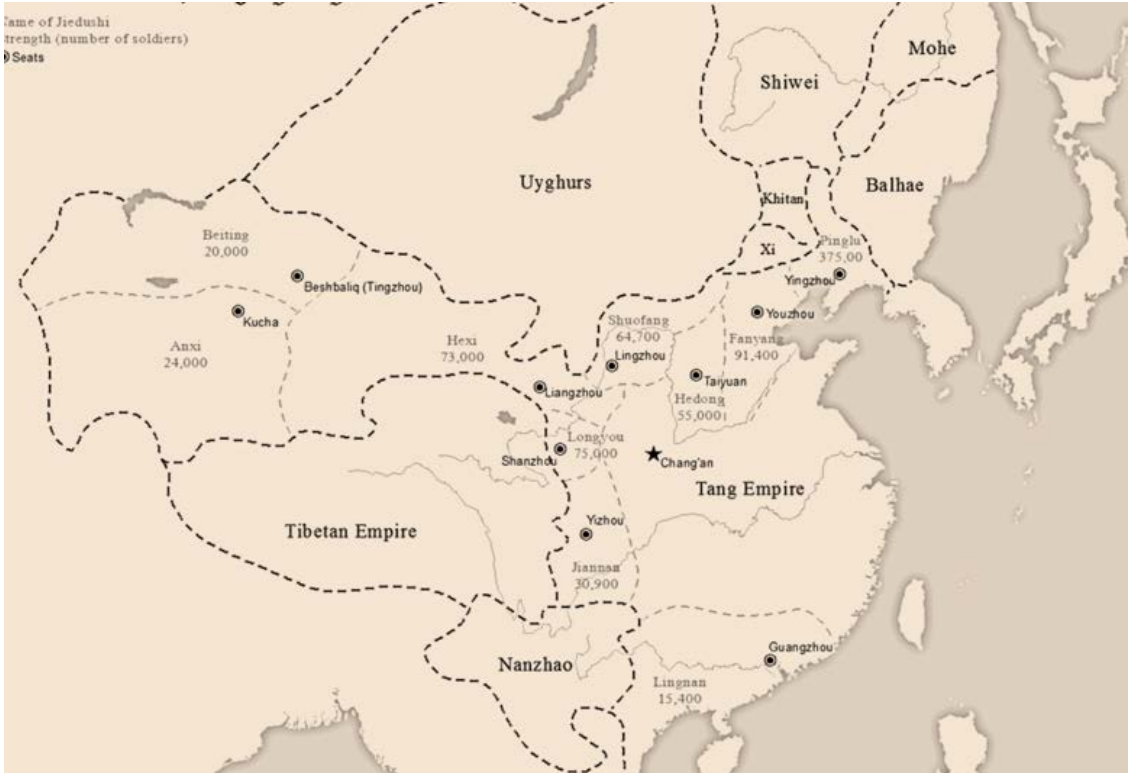 Name of Jiedushi
Strength (number of soldiers)
Seats
Mohe
Shiwei
Uyghurs
Balhae
Khitan
Beiting
20,000
Xi
Pinglu
375,00
Yingzhou
Beshbaliq (Tingzhou)
Kucha
Youzhou
Shuofang
64,700
Anxi
24,000
Hexi
73,000
Fanyang
91,400
Lingzhou
Taiyuan
Liangzhou
Hedong
55,000
Longyou
75,000
Shanzhou
Chang'an
Tang Empire
Tibetan Empire
Yizhou
Jiannan
30,900
Guangzhou
Nanzhao
Lingnan
15,400